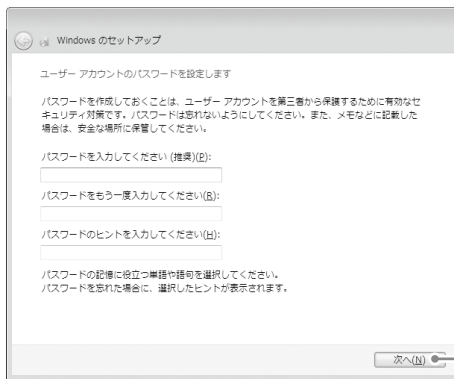 Windows のセットアップ
ユーザー アカウントのパスワードを設定します
パスワードを作成しておくことは、ユーザー アカウントを第三者から保護するために有効なセ
キュリティ対策です。パスワードは忘れないようにしてください。また、メモなどに記載した
場合は、安全な場所に保管してください。
パスワードを入力してください (推奨)(P):
パスワードをもう一度入力してください(R):
パスワードのヒントを入力してください(H):
パスワードの記憶に役立つ単語や語句を選択してください。
パスワードを忘れた場合に、選択したヒントが表示されます。
次へ(N)